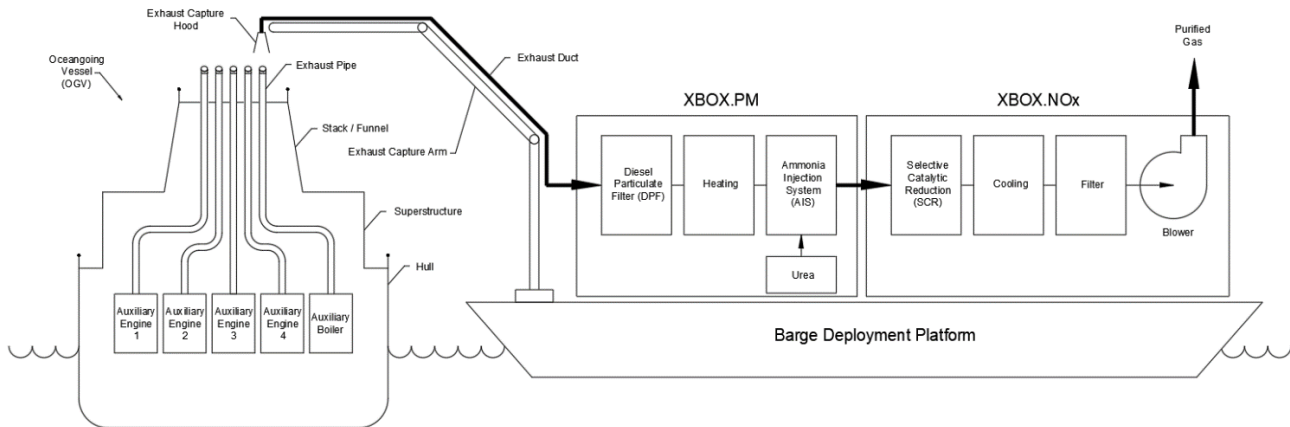 Exhaust Capture
Hood
Oceangoing
Vessel
(OGV)
Exhaust Pipe
Stack / Funnel
Exhaust Duct
Exhaust Capture Arm
Superstructure
Hull
Auxiliary
Engine
1
Auxiliary
Engine
2
Auxiliary
Engine
3
Auxiliary
Engine
4
Auxiliary
Boiler
XBOX.PM
Diesel
Particulate
Filter (DPF)
Heating
Ammonia
Injection
System
(AIS)
Urea
XBOX.NOx
Selective
Catalytic
Reduction
(SCR)
Cooling
Filter
Blower
Purified
Gas
Barge Deployment Platform